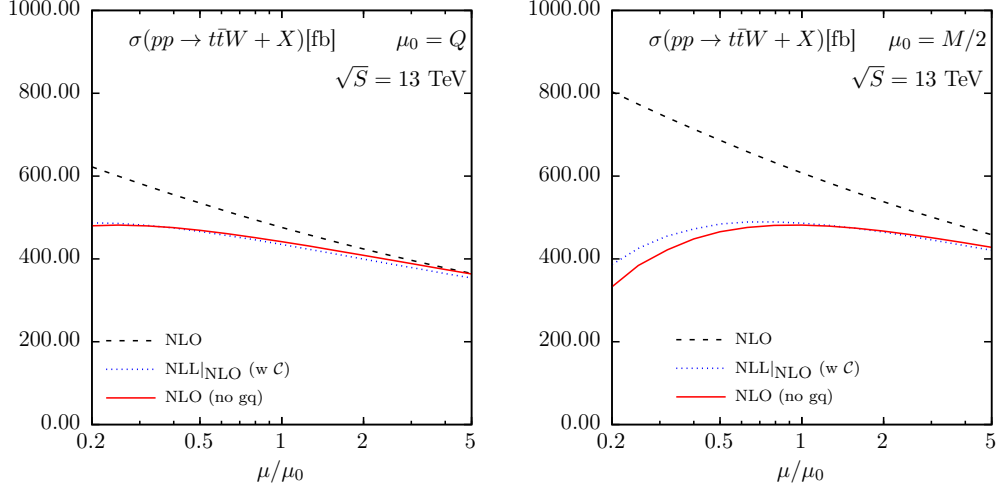 1000.00
800.00
600.00
400.00
200.00
0.00
σ(pp → tt̄W + X)[fb] μ₀ = Q
√S = 13 TeV
NLO
NLL|NLO (w 𝒞)
NLO (no gq)
0.2 0.5 1 2 5
μ/μ₀
1000.00
800.00
600.00
400.00
200.00
0.00
σ(pp → tt̄W + X)[fb] μ₀ = M/2
√S = 13 TeV
NLO
NLL|NLO (w 𝒞)
NLO (no gq)
0.2 0.5 1 2 5
μ/μ₀